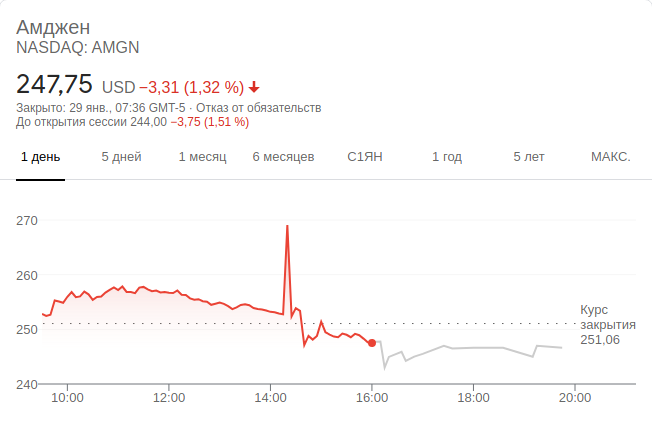 Амджен
NASDAQ: AMGN
247,75 USD −3,31 (1,32 %)
Закрыто: 29 янв., 07:36 GMT-5 · Отказ от обязательств
До открытия сессии 244,00 −3,75 (1,51 %)
1 день 5 дней 1 месяц 6 месяцев С1ЯН 1 год 5 лет МАКС.
270
260
250
240
Курс
закрытия
251,06
10:00 12:00 14:00 16:00 18:00 20:00